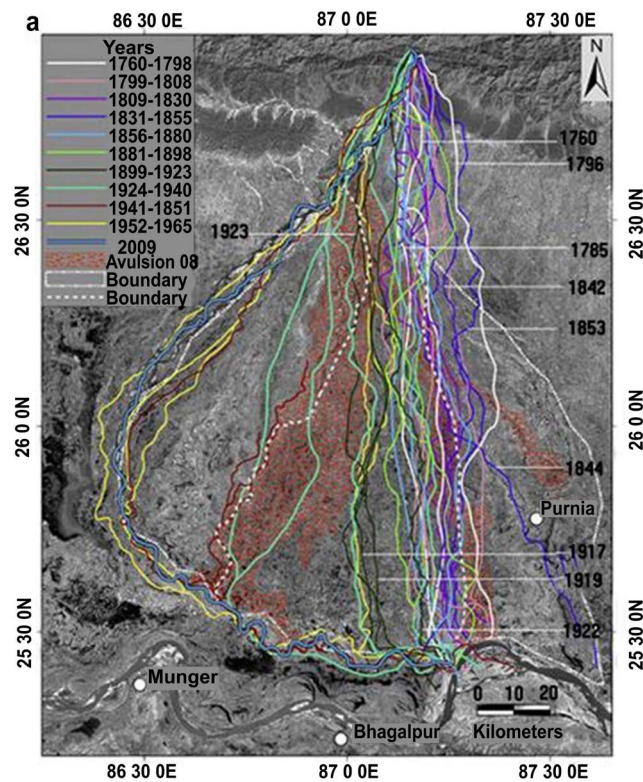 a
86 30 0E
87 0 0E
87 30 0E
N
Years
1760-1798
1799-1808
1809-1830
1831-1855
1856-1880
1881-1898
1899-1923
1924-1940
1941-1851
1952-1965
2009
Avulsion 08
Boundary
Boundary
1760
1796
1923
1785
1842
1853
1844
Purnia
1917
1919
1922
Munger
Bhagalpur
0 10 20
Kilometers
26 30 0N
26 0 0N
25 30 0N
26 30 0N
26 0 0N
25 30 0N
86 30 0E
87 0 0E
87 30 0E